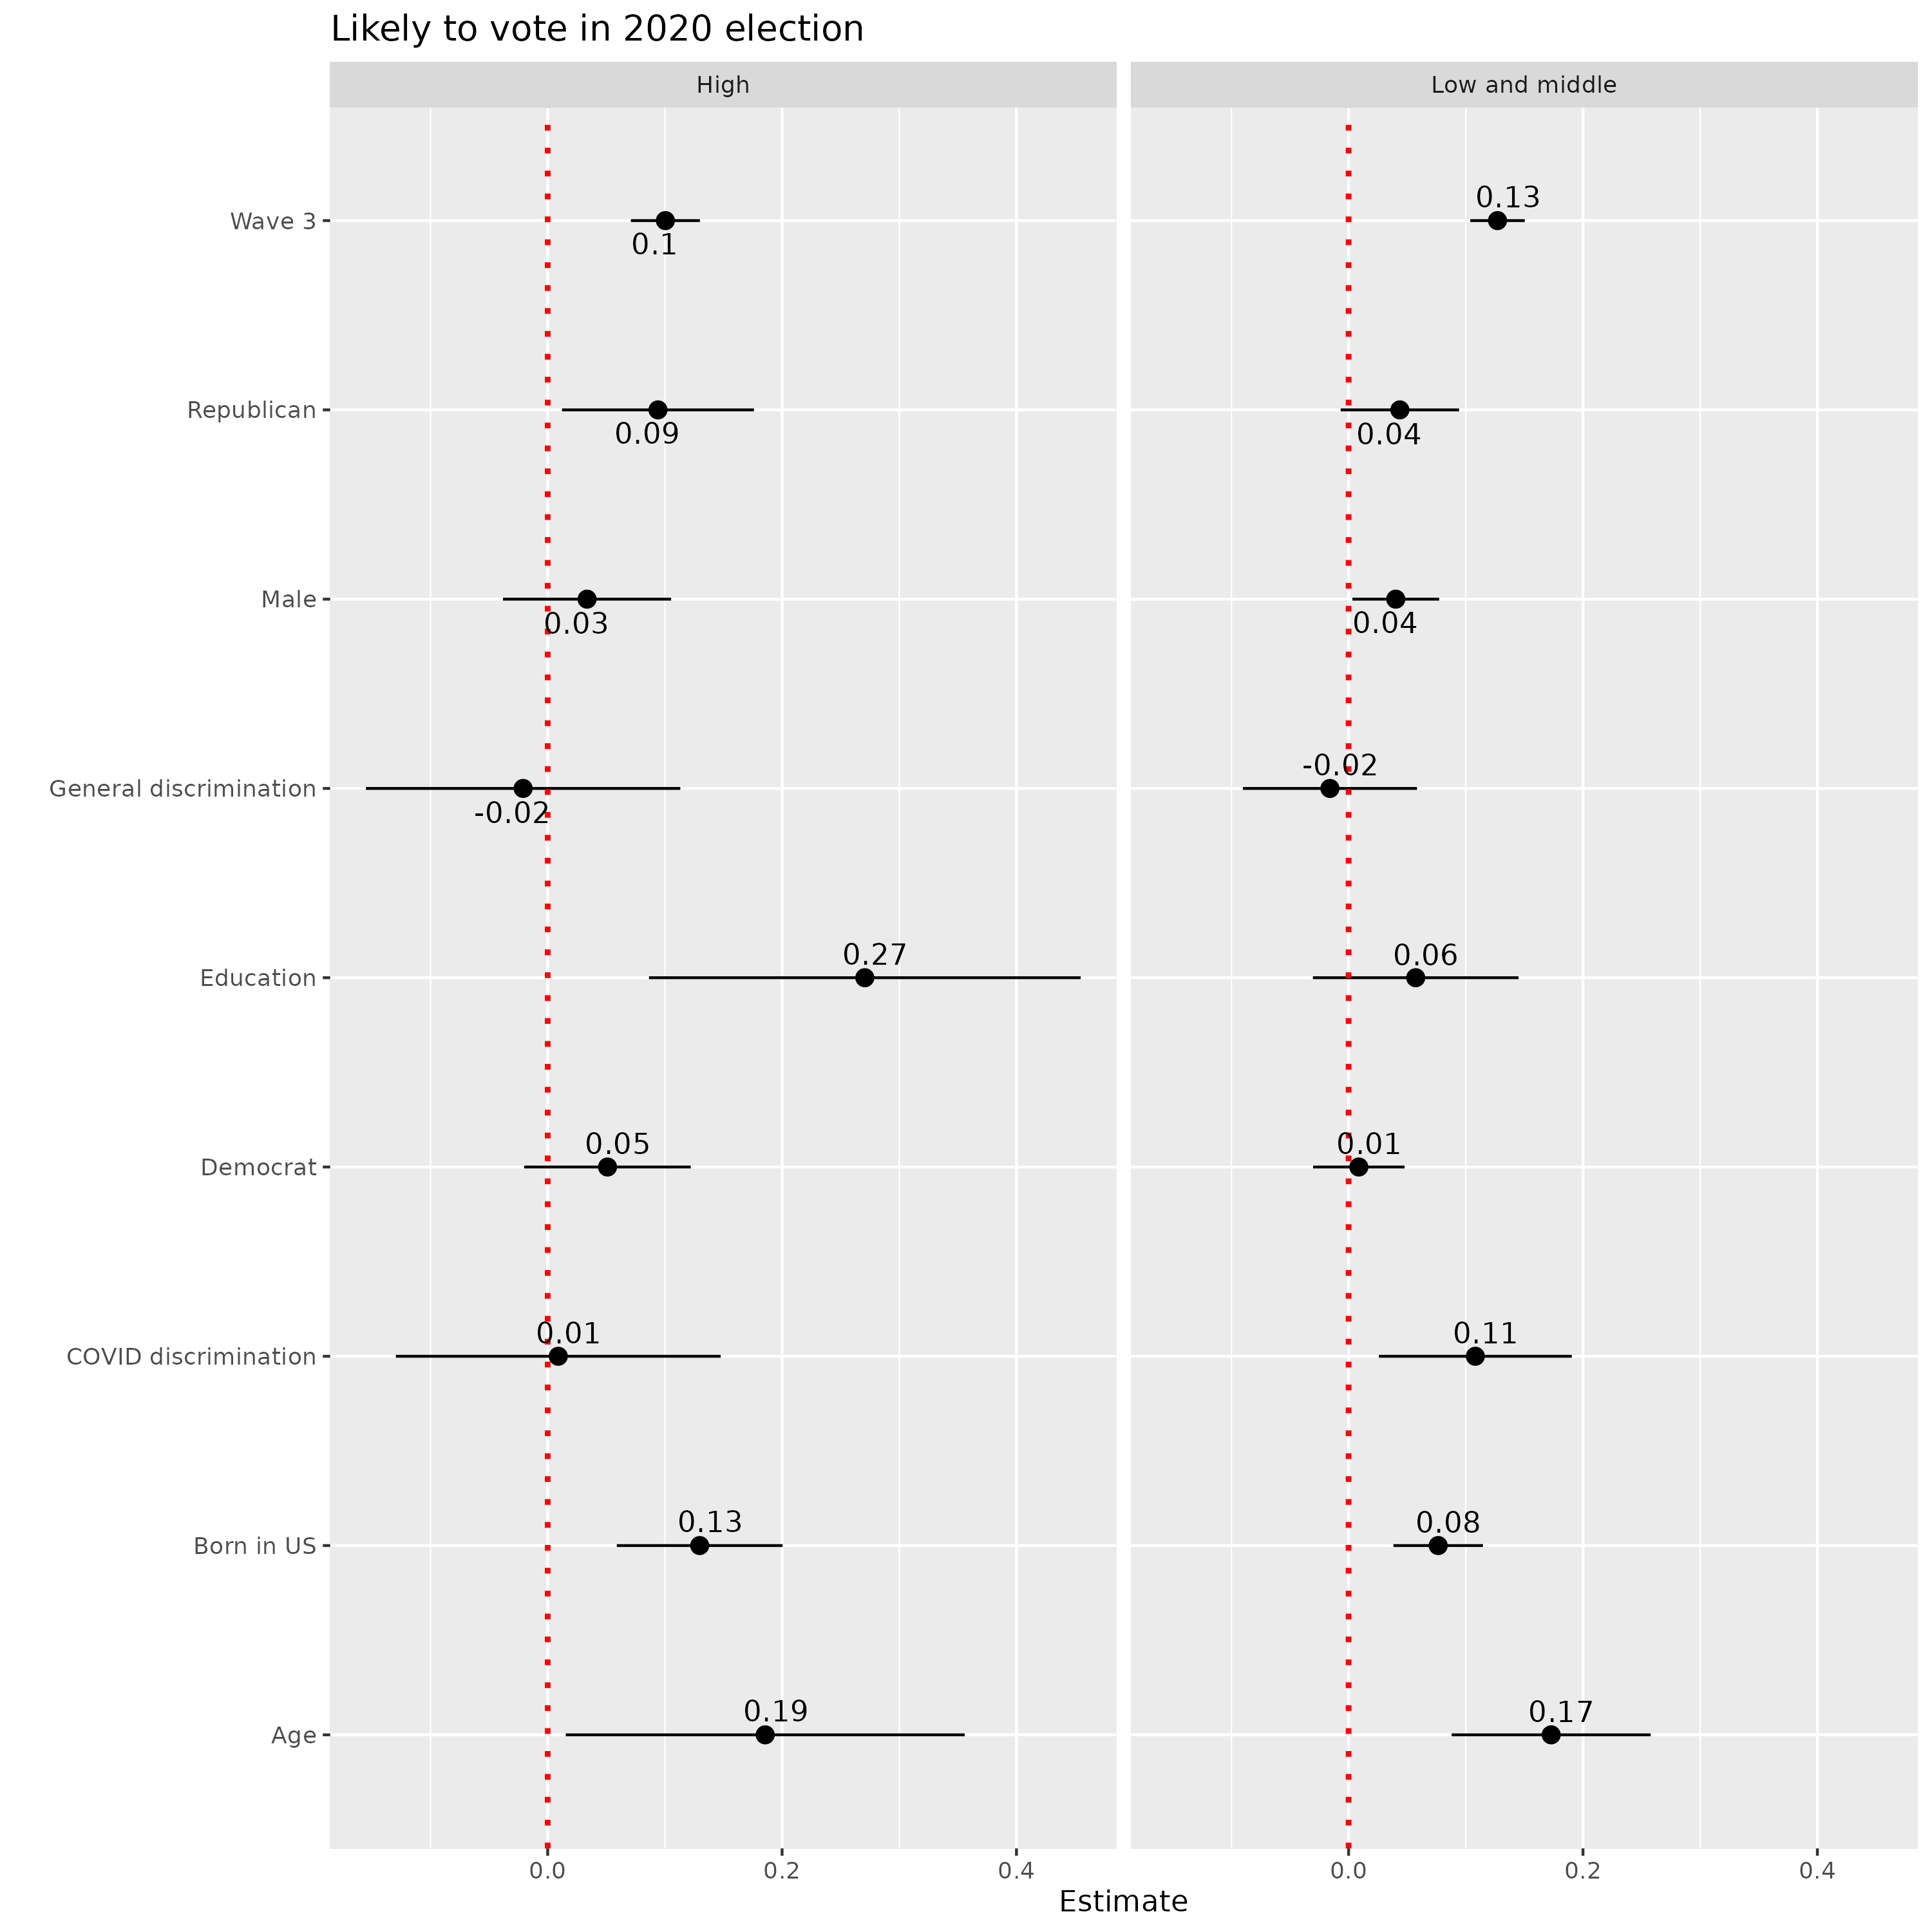 Likely to vote in 2020 election
High Low and middle
Wave 3 0.1 0.13
Republican 0.09 0.04
Male 0.03 0.04
General discrimination -0.02 -0.02
Education 0.27 0.06
Democrat 0.05 0.01
COVID discrimination 0.01 0.11
Born in US 0.13 0.08
Age 0.19 0.17
0.0 0.2 0.4 0.0 0.2 0.4
Estimate